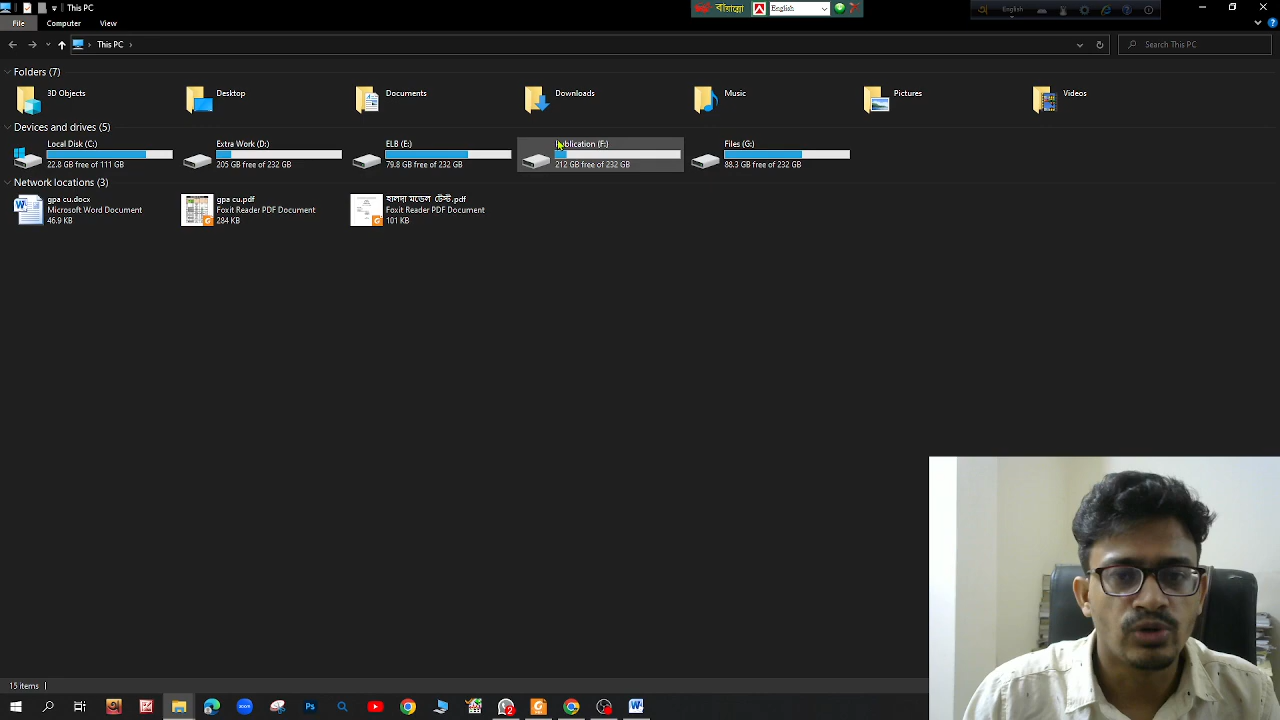 This PC
English
English
File
Computer
View
This PC
Search This PC
Folders (7)
3D Objects
Desktop
Documents
Downloads
Music
Pictures
Videos
Devices and drives (5)
Local Disk (C:)
22.8 GB free of 111 GB
Extra Work (D:)
205 GB free of 232 GB
ELB (E:)
79.8 GB free of 232 GB
Publication (F:)
212 GB free of 232 GB
Files (G:)
88.3 GB free of 232 GB
Network locations (3)
gpa cu.docx
Microsoft Word Document
46.9 KB
gpa cu.pdf
Foxit Reader PDF Document
284 KB
মডেল টেস্ট.pdf
Foxit Reader PDF Document
101 KB
15 items
zoom
Ps